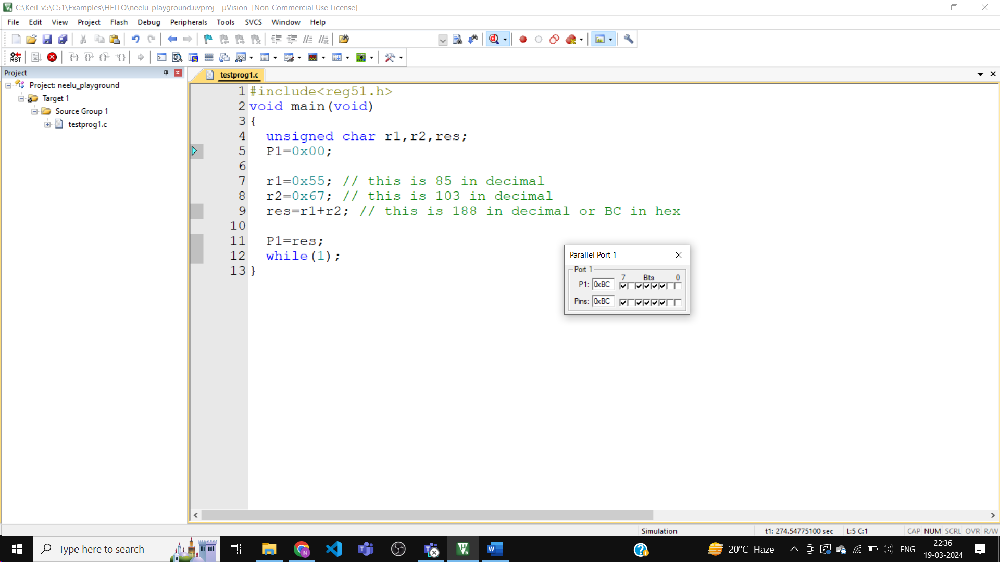 C:\Keil_v5\C51\Examples\HELLO\neelu_playground.uvproj - µVision [Non-Commercial Use License]
File Edit View Project Flash Debug Peripherals Tools SVCS Window Help
RST
Project
testprog1.c
Project: neelu_playground
Target 1
Source Group 1
testprog1.c
1 #include<reg51.h>
2 void main(void)
3 {
4 unsigned char r1,r2,res;
5 P1=0x00;
6
7 r1=0x55; // this is 85 in decimal
8 r2=0x67; // this is 103 in decimal
9 res=r1+r2; // this is 188 in decimal or BC in hex
10
11 P1=res;
12 while(1);
13 }
Parallel Port 1
Port 1
7 Bits 0
P1: 0xBC
Pins: 0xBC
Simulation t1: 274.54775100 sec L:5 C:1 CAP NUM SCRL OVR R/W
Type here to search
20°C Haze
ENG
22:36
19-03-2024